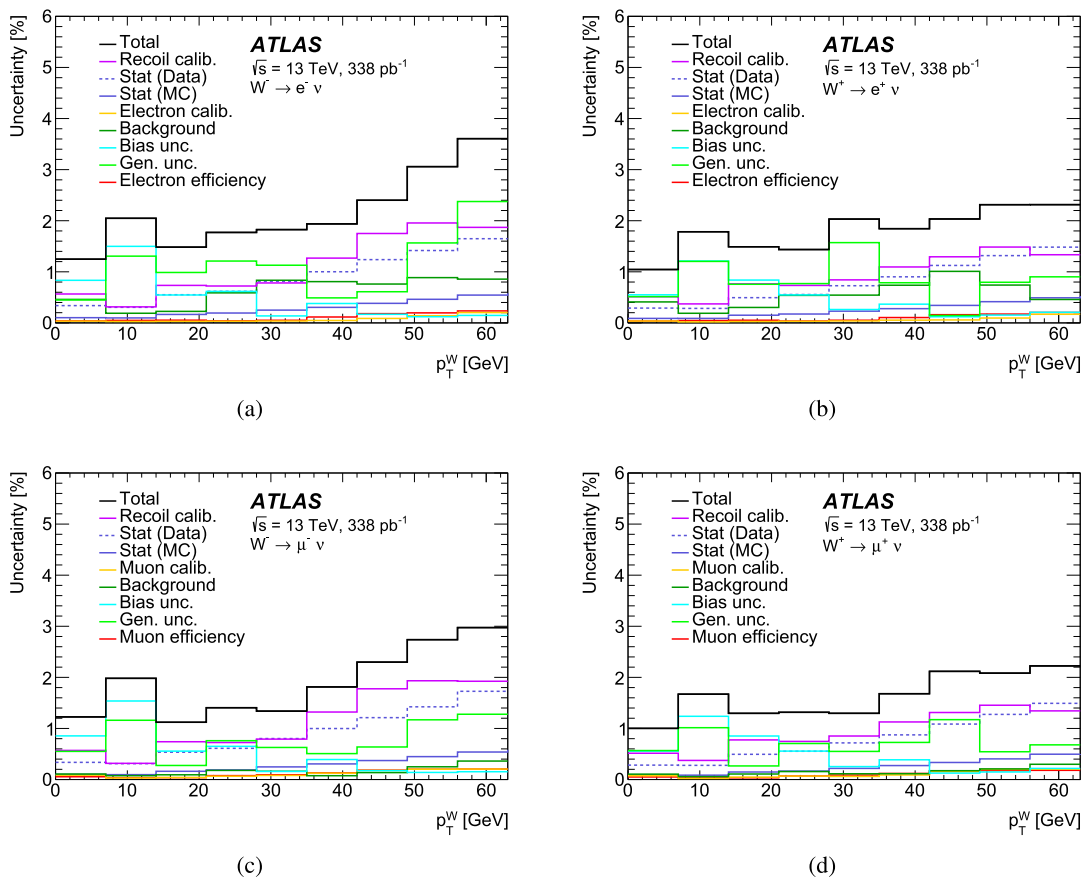 Uncertainty [%]
6
5
4
3
2
1
0
Total
Recoil calib.
Stat (Data)
Stat (MC)
Electron calib.
Background
Bias unc.
Gen. unc.
Electron efficiency
ATLAS
√s = 13 TeV, 338 pb⁻¹
W⁻ → e⁻ ν
0 10 20 30 40 50 60
p_T^W [GeV]
(a)
Uncertainty [%]
6
5
4
3
2
1
0
Total
Recoil calib.
Stat (Data)
Stat (MC)
Electron calib.
Background
Bias unc.
Gen. unc.
Electron efficiency
ATLAS
√s = 13 TeV, 338 pb⁻¹
W⁺ → e⁺ ν
0 10 20 30 40 50 60
p_T^W [GeV]
(b)
Uncertainty [%]
6
5
4
3
2
1
0
Total
Recoil calib.
Stat (Data)
Stat (MC)
Muon calib.
Background
Bias unc.
Gen. unc.
Muon efficiency
ATLAS
√s = 13 TeV, 338 pb⁻¹
W⁻ → μ⁻ ν
0 10 20 30 40 50 60
p_T^W [GeV]
(c)
Uncertainty [%]
6
5
4
3
2
1
0
Total
Recoil calib.
Stat (Data)
Stat (MC)
Muon calib.
Background
Bias unc.
Gen. unc.
Muon efficiency
ATLAS
√s = 13 TeV, 338 pb⁻¹
W⁺ → μ⁺ ν
0 10 20 30 40 50 60
p_T^W [GeV]
(d)